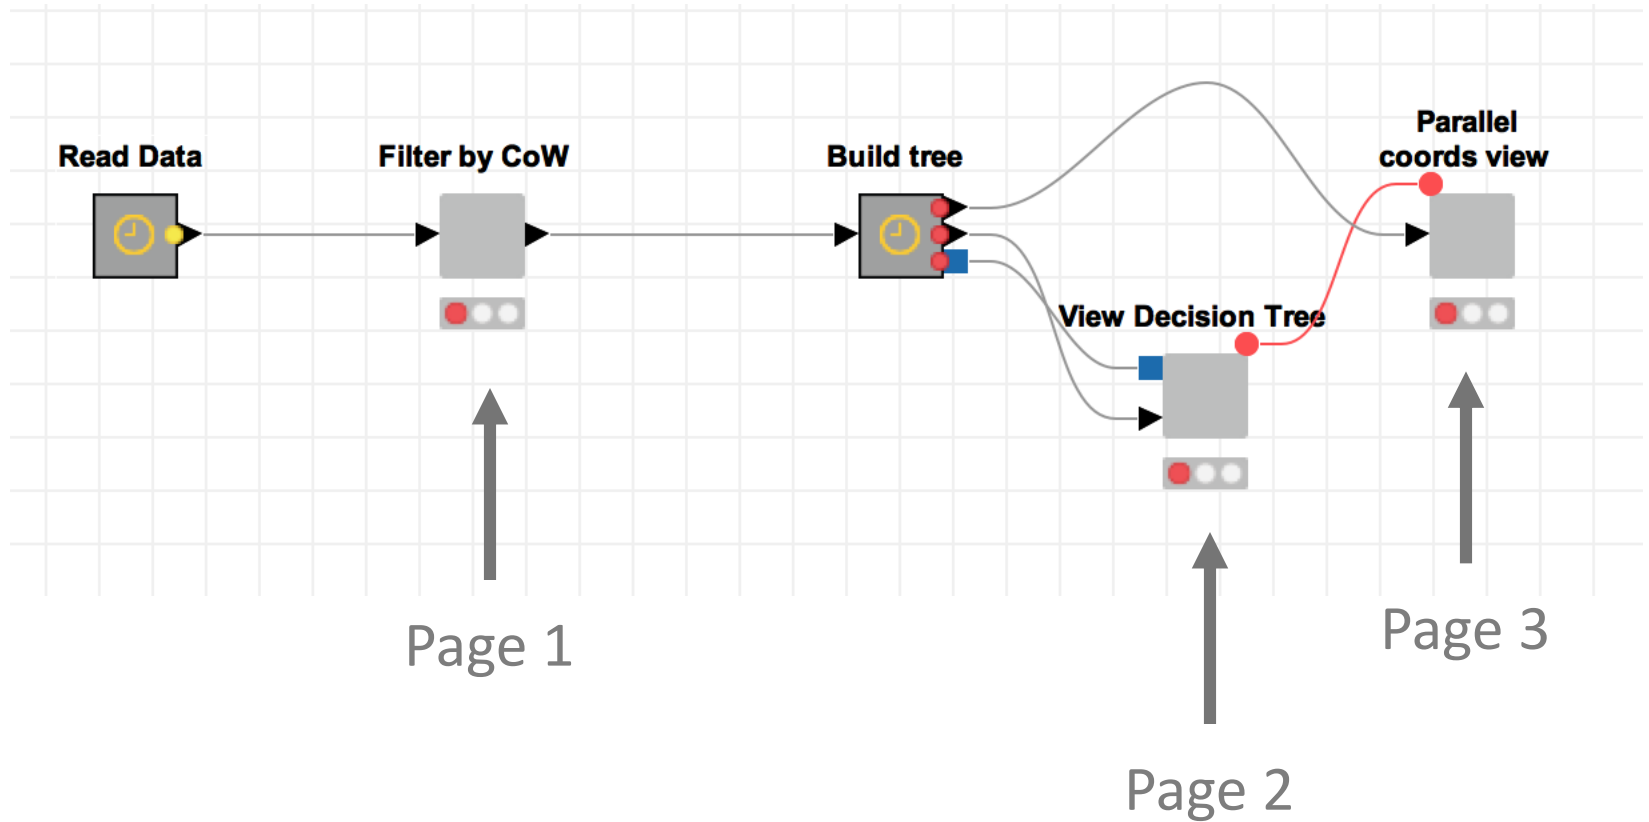 Read Data
Filter by CoW
Build tree
Parallel
coords view
View Decision Tree
Page 1
Page 3
Page 2